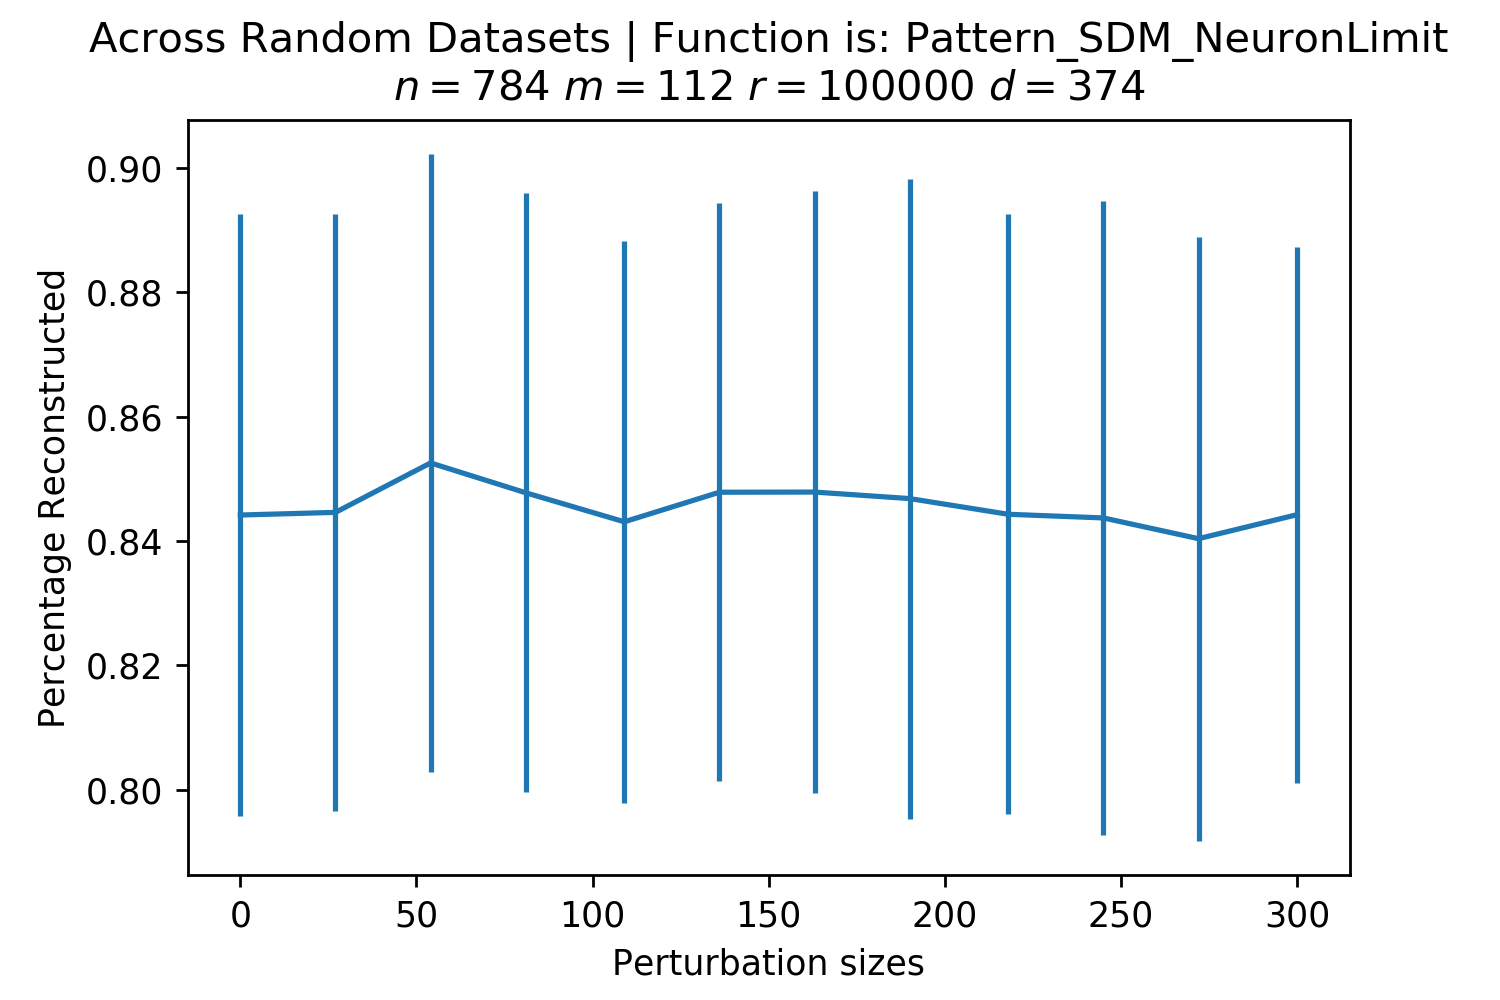 Across Random Datasets | Function is: Pattern_SDM_NeuronLimit
n = 784 m = 112 r = 100000 d = 374
0.90
0.88
0.86
0.84
0.82
0.80
Percentage Reconstructed
0 50 100 150 200 250 300
Perturbation sizes